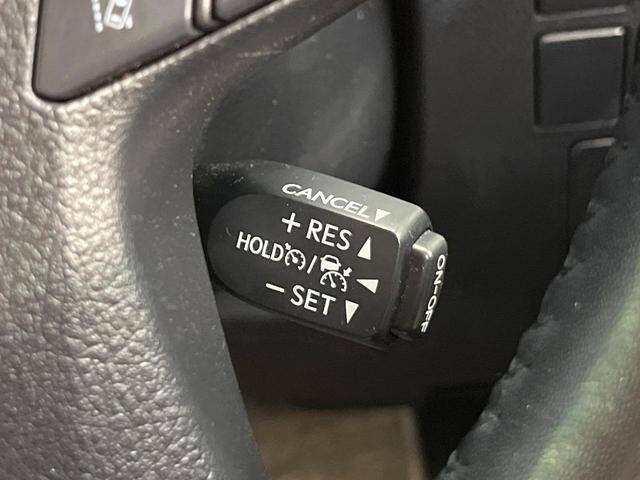 CANCEL▼
+ RES ▲
HOLD / ◀
− SET ▼
ON-OFF